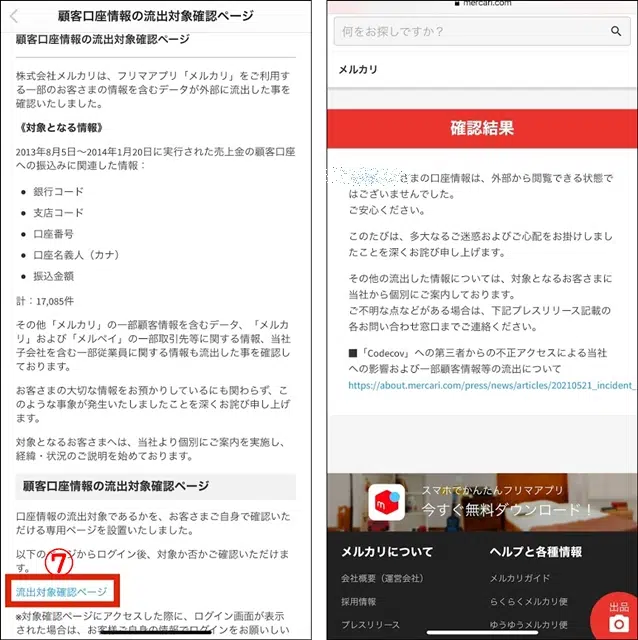 顧客口座情報の流出対象確認ページ
顧客口座情報の流出対象確認ページ
株式会社メルカリは、フリマアプリ「メルカリ」をご利用す
る一部のお客さまの情報を含むデータが外部に流出した事を
確認いたしました。
《対象となる情報》
2013年8月5日〜2014年1月20日に実行された売上金の顧客口座
への振込みに関連した情報：
● 銀行コード
● 支店コード
● 口座番号
● 口座名義人（カナ）
● 振込金額
計：17,085件
その他「メルカリ」の一部顧客情報を含むデータ、「メルカ
リ」および「メルペイ」の一部取引先等に関する情報、当社
子会社を含む一部従業員に関する情報も流出した事を確認し
ております。
お客さまの大切な情報をお預かりしているにも関わらず、こ
のような事象が発生いたしましたことを深くお詫び申し上げ
ます。
対象となるお客さまへは、当社より個別にご案内を実施し、
経緯・状況のご説明を始めております。
顧客口座情報の流出対象確認ページ
口座情報の流出対象であるかを、お客さまご自身で確認いた
だける専用ページを設置いたしました。
以下の ージからログイン後、対象か否かご確認いただけま
す。
⑦
流出対象確認ページ
※対象確認ページにアクセスした際に、ログイン画面が表示
された場合は、お客様ご自身の情報でログインをお願いしい
mercari.com
何をお探しですか？
メルカリ
確認結果
さまの口座情報は、外部から閲覧できる状態で
はございませんでした。
ご安心ください。
このたびは、多大なるご迷惑およびご心配をお掛けしまし
たことを深くお詫び申し上げます。
その他の流出した情報については、対象となるお客さまに
当社から個別にご案内しております。
ご不明な点などがある場合は、下記プレスリリース記載の
各お問い合わせ窓口までご連絡ください。
■「Codecov」への第三者からの不正アクセスによる当社
への影響および一部顧客情報等の流出について
https://about.mercari.com/press/news/articles/20210521_incident_
スマホでかんたんフリマアプリ
今すぐ無料ダウンロード！
メルカリについて
ヘルプと各種情報
会社概要（運営会社）
メルカリガイド
採用情報
らくらくメルカリ便
プレスリリース
ゆうゆうメルカリ便
出品